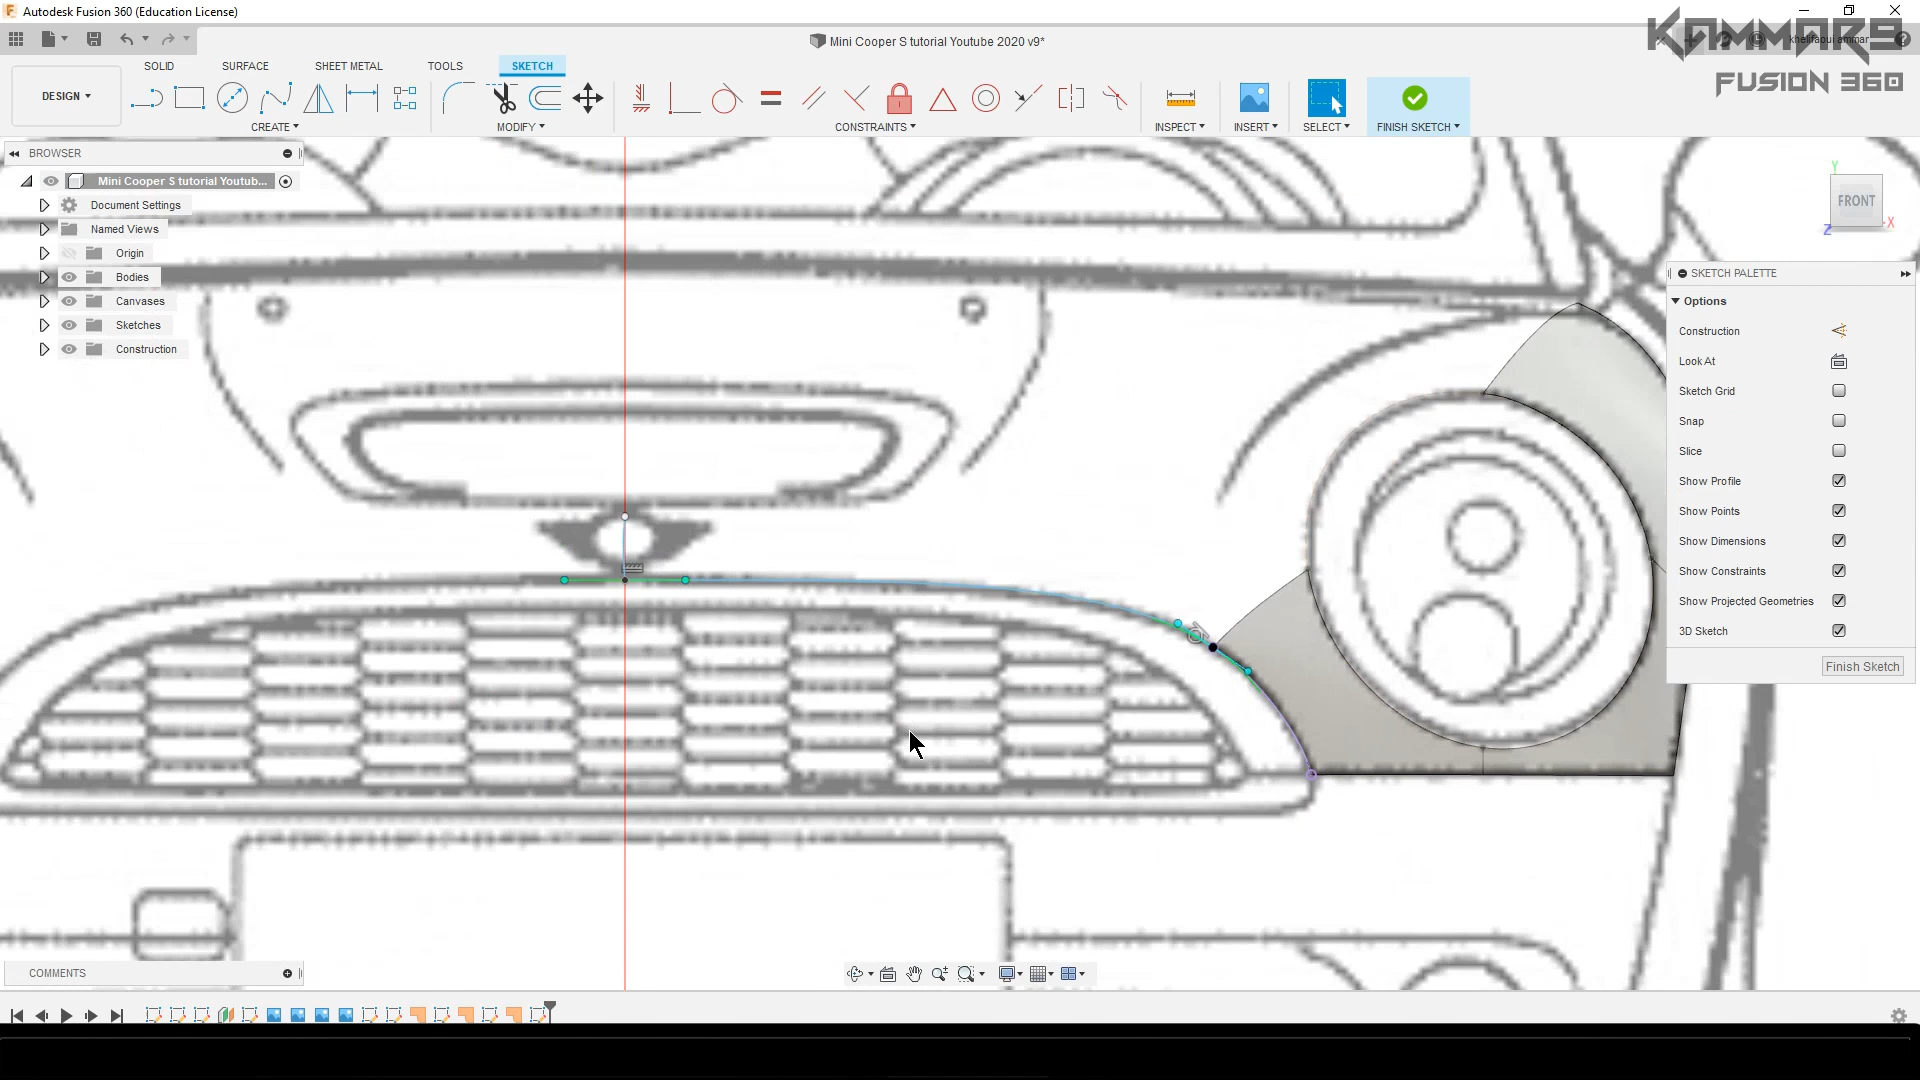 Autodesk Fusion 360 (Education License)
Mini Cooper S tutorial Youtube 2020 v9*
khelifaoui ammar
KAMMAR9
FUSION 360
SOLID
SURFACE
SHEET METAL
TOOLS
SKETCH
DESIGN
CREATE
MODIFY
CONSTRAINTS
INSPECT
INSERT
SELECT
FINISH SKETCH
BROWSER
Mini Cooper S tutorial Youtub...
Document Settings
Named Views
Origin
Bodies
Canvases
Sketches
Construction
Y
FRONT
X
Z
SKETCH PALETTE
Options
Construction
Look At
Sketch Grid
Snap
Slice
Show Profile
Show Points
Show Dimensions
Show Constraints
Show Projected Geometries
3D Sketch
Finish Sketch
COMMENTS